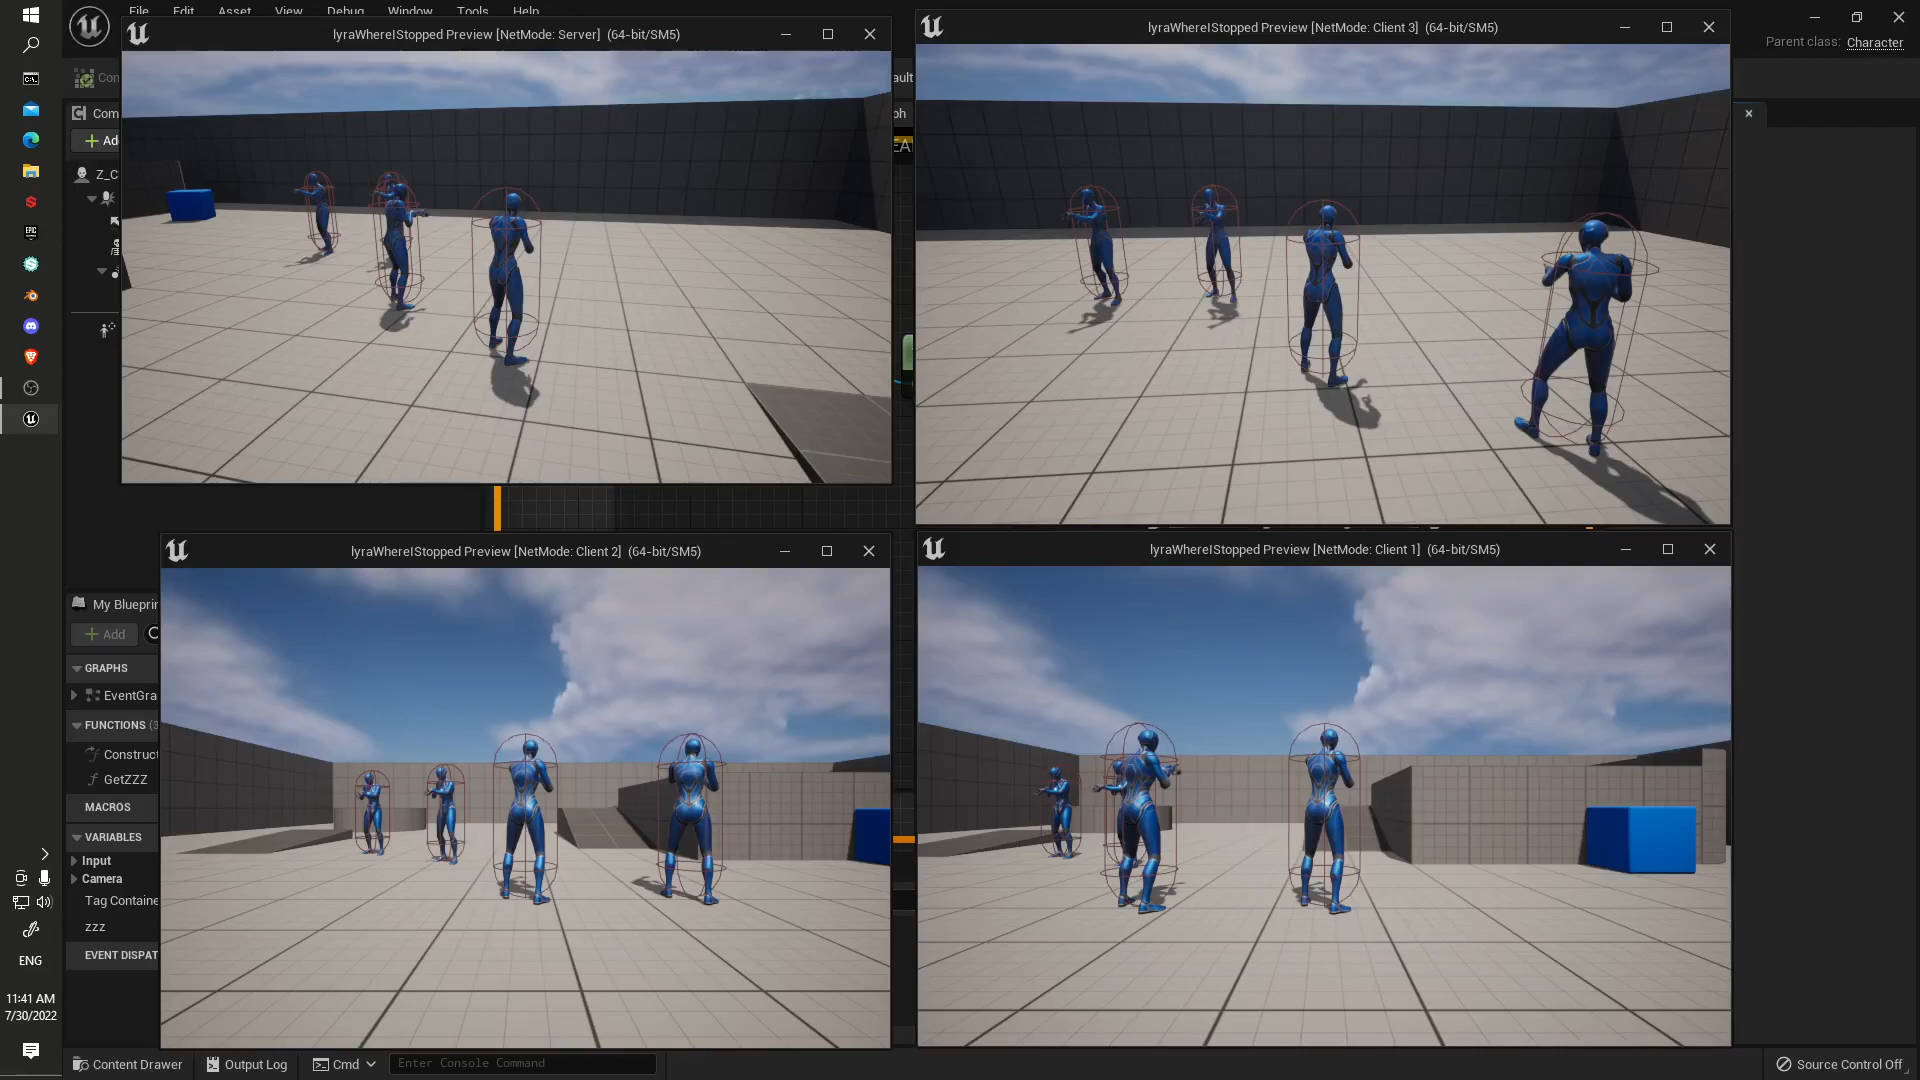 File Edit Asset View Debug Window Tools Help
lyraWhereIStopped Preview [NetMode: Server] (64-bit/SM5)
lyraWhereIStopped Preview [NetMode: Client 3] (64-bit/SM5)
Parent class: Character
Com
Z_C
lyraWhereIStopped Preview [NetMode: Client 2] (64-bit/SM5)
lyraWhereIStopped Preview [NetMode: Client 1] (64-bit/SM5)
My Blueprin
Add
GRAPHS
EventGra
FUNCTIONS (3
Construct
GetZZZ
MACROS
VARIABLES
Input
Camera
Tag Containe
zzz
EVENT DISPAT
ENG
11:41 AM
7/30/2022
Content Drawer
Output Log
Cmd
Enter Console Command
Source Control Off